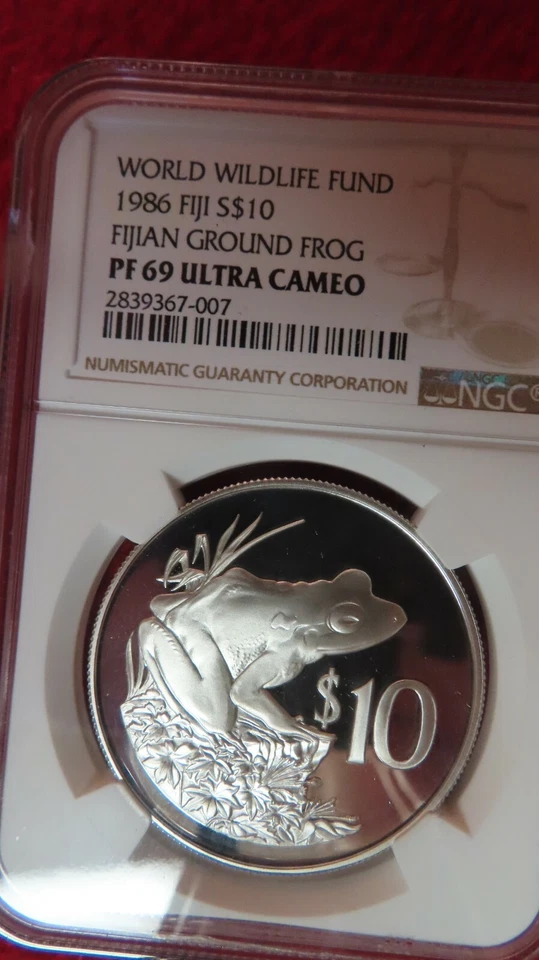 WORLD WILDLIFE FUND
1986 FIJI S$10
FIJIAN GROUND FROG
PF 69 ULTRA CAMEO
2839367-007
NUMISMATIC GUARANTY CORPORATION
NGC®
$10